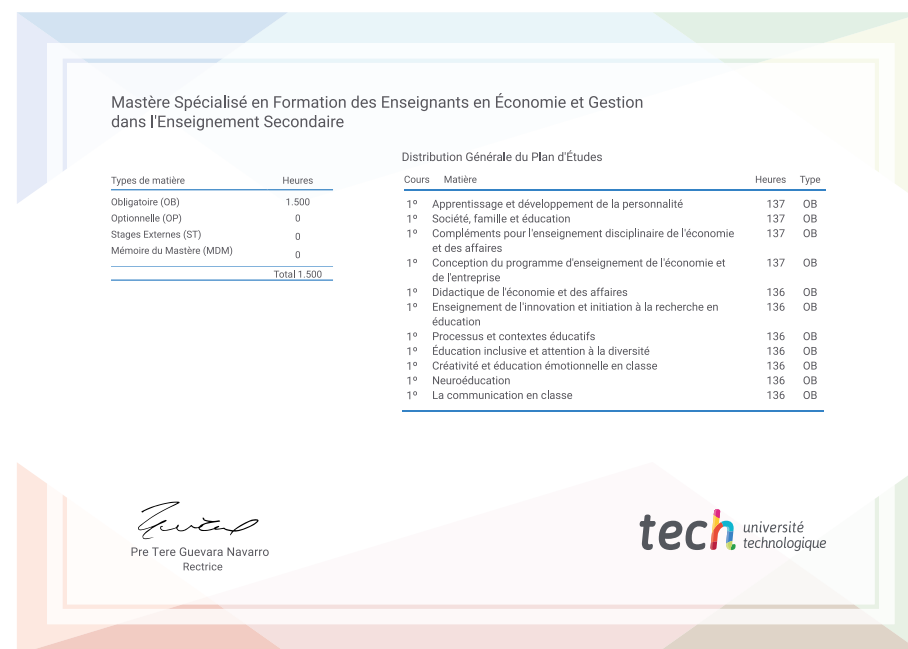 Mastère Spécialisé en Formation des Enseignants en Économie et Gestion
dans l'Enseignement Secondaire
Types de matière Heures
Obligatoire (OB) 1.500
Optionnelle (OP) 0
Stages Externes (ST) 0
Mémoire du Mastère (MDM) 0
Total 1.500
Distribution Générale du Plan d'Études
Cours Matière Heures Type
1º Apprentissage et développement de la personnalité 137 OB
1º Société, famille et éducation 137 OB
1º Compléments pour l'enseignement disciplinaire de l'économie 137 OB
et des affaires
1º Conception du programme d'enseignement de l'économie et 137 OB
de l'entreprise
1º Didactique de l'économie et des affaires 136 OB
1º Enseignement de l'innovation et initiation à la recherche en 136 OB
éducation
1º Processus et contextes éducatifs 136 OB
1º Éducation inclusive et attention à la diversité 136 OB
1º Créativité et éducation émotionnelle en classe 136 OB
1º Neuroéducation 136 OB
1º La communication en classe 136 OB
Pre Tere Guevara Navarro
Rectrice
tech université
technologique